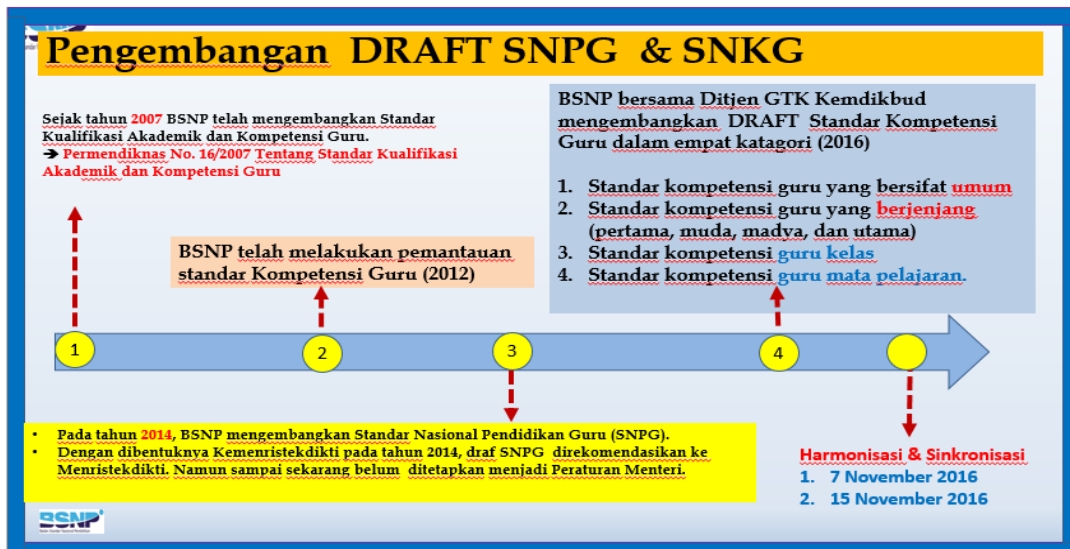 Pengembangan DRAFT SNPG & SNKG
Sejak tahun 2007 BSNP telah mengembangkan Standar
Kualifikasi Akademik dan Kompetensi Guru.
➔ Permendiknas No. 16/2007 Tentang Standar Kualifikasi
Akademik dan Kompetensi Guru
BSNP telah melakukan pemantauan
standar Kompetensi Guru (2012)
BSNP bersama Ditjen GTK Kemdikbud
mengembangkan DRAFT Standar Kompetensi
Guru dalam empat katagori (2016)
1. Standar kompetensi guru yang bersifat umum
2. Standar kompetensi guru yang berjenjang
(pertama, muda, madya, dan utama)
3. Standar kompetensi guru kelas
4. Standar kompetensi guru mata pelajaran.
1
2
3
4
• Pada tahun 2014, BSNP mengembangkan Standar Nasional Pendidikan Guru (SNPG).
• Dengan dibentuknya Kemenristekdikti pada tahun 2014, draf SNPG direkomendasikan ke
Menristekdikti. Namun sampai sekarang belum ditetapkan menjadi Peraturan Menteri.
Harmonisasi & Sinkronisasi
1. 7 November 2016
2. 15 November 2016
BSNP